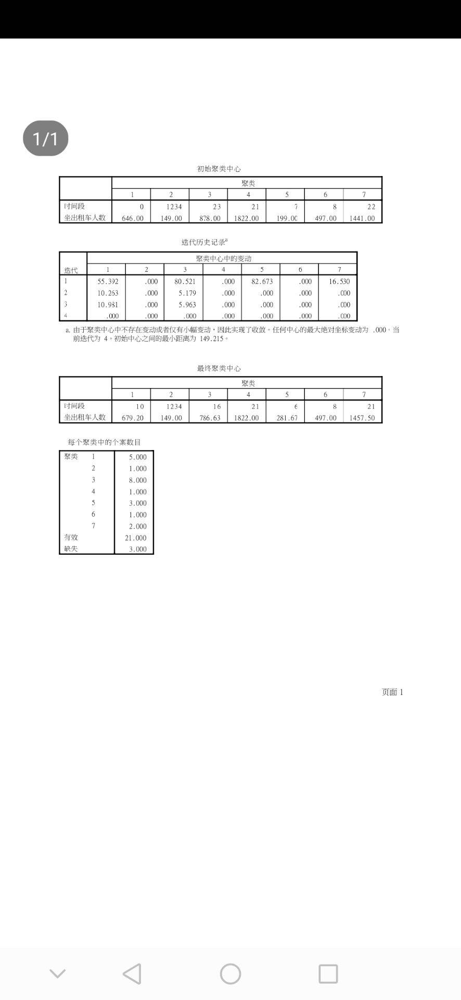 1/1
初始聚类中心
聚类
1 2 3 4 5 6 7
时间段 0 1234 23 21 7 8 22
坐出租车人数 646.00 149.00 878.00 1822.00 199.00 497.00 1441.00
迭代历史记录a
聚类中心中的变动
迭代 1 2 3 4 5 6 7
1 55.392 .000 80.521 .000 82.673 .000 16.530
2 10.263 .000 5.179 .000 .000 .000 .000
3 10.981 .000 5.963 .000 .000 .000 .000
4 .000 .000 .000 .000 .000 .000 .000
a. 由于聚类中心中不存在变动或者仅有小幅变动，因此实现了收敛。任何中心的最大绝对坐标变动为 .000。当
前迭代为 4。初始中心之间的最小距离为 149.215。
最终聚类中心
聚类
1 2 3 4 5 6 7
时间段 10 1234 16 21 6 8 21
坐出租车人数 679.20 149.00 786.63 1822.00 281.67 497.00 1457.50
每个聚类中的个案数目
聚类 1 5.000
2 1.000
3 8.000
4 1.000
5 3.000
6 1.000
7 2.000
有效 21.000
缺失 3.000
页面 1